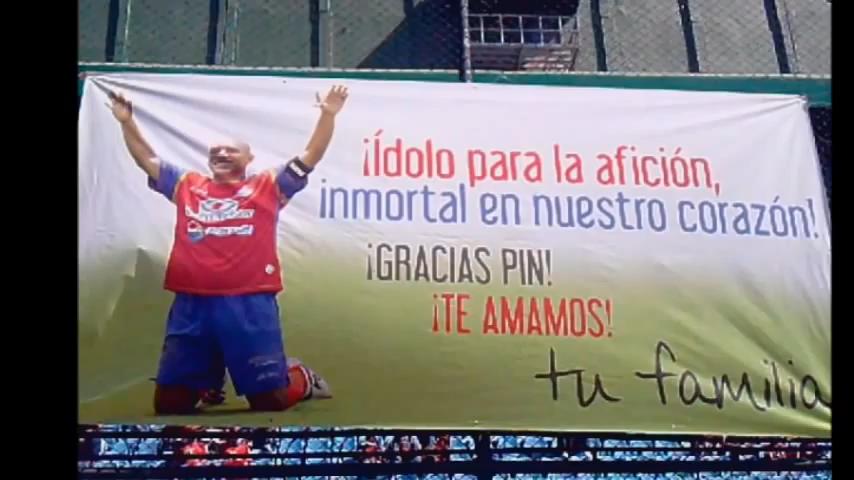 ¡Ídolo para la afición,
inmortal en nuestro corazón!
¡GRACIAS PIN!
¡TE AMAMOS!
tu familia